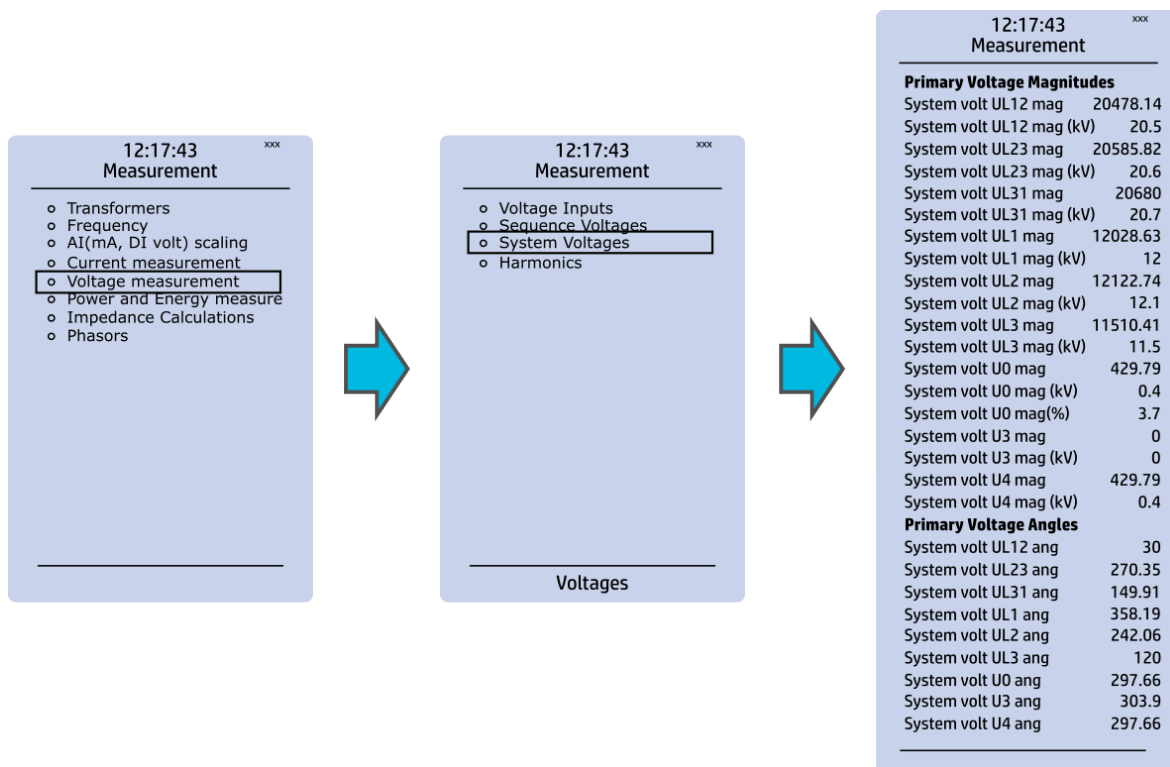 12:17:43 xxx
Measurement
Transformers
Frequency
AI(mA, DI volt) scaling
Current measurement
Voltage measurement
Power and Energy measure
Impedance Calculations
Phasors
12:17:43 xxx
Measurement
Voltage Inputs
Sequence Voltages
System Voltages
Harmonics
Voltages
12:17:43 xxx
Measurement
Primary Voltage Magnitudes
System volt UL12 mag 20478.14
System volt UL12 mag (kV) 20.5
System volt UL23 mag 20585.82
System volt UL23 mag (kV) 20.6
System volt UL31 mag 20680
System volt UL31 mag (kV) 20.7
System volt UL1 mag 12028.63
System volt UL1 mag (kV) 12
System volt UL2 mag 12122.74
System volt UL2 mag (kV) 12.1
System volt UL3 mag 11510.41
System volt UL3 mag (kV) 11.5
System volt U0 mag 429.79
System volt U0 mag (kV) 0.4
System volt U0 mag(%) 3.7
System volt U3 mag 0
System volt U3 mag (kV) 0
System volt U4 mag 429.79
System volt U4 mag (kV) 0.4
Primary Voltage Angles
System volt UL12 ang 30
System volt UL23 ang 270.35
System volt UL31 ang 149.91
System volt UL1 ang 358.19
System volt UL2 ang 242.06
System volt UL3 ang 120
System volt U0 ang 297.66
System volt U3 ang 303.9
System volt U4 ang 297.66